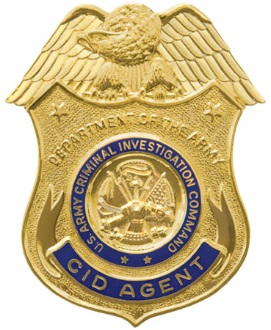 DEPARTMENT OF THE ARMY
U.S. ARMY CRIMINAL INVESTIGATION COMMAND
CID AGENT